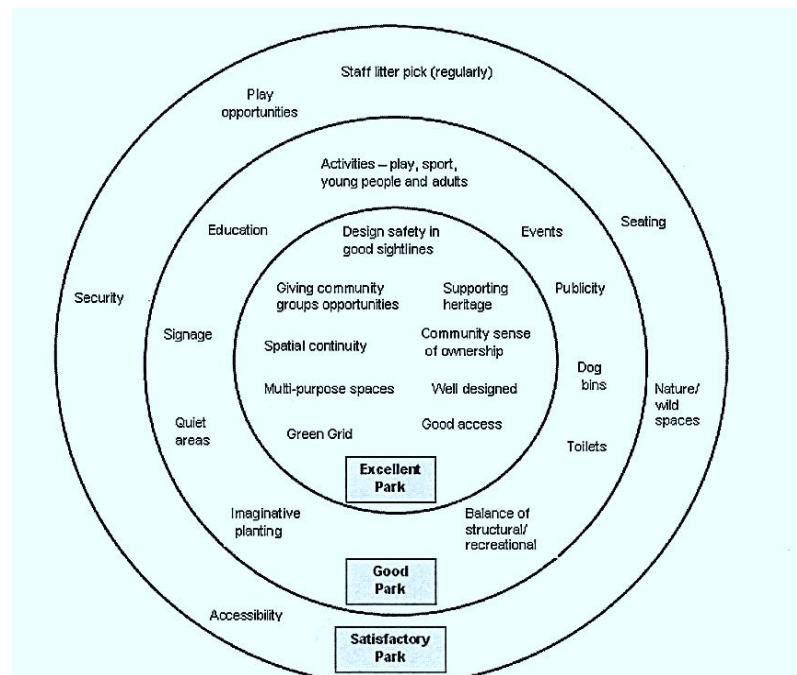 Staff litter pick (regularly)
Play
opportunities
Activities – play, sport,
young people and adults
Education
Design safety in
good sightlines
Events
Seating
Security
Giving community
groups opportunities
Supporting
heritage
Publicity
Signage
Spatial continuity
Community sense
of ownership
Dog
bins
Nature/
wild
spaces
Multi-purpose spaces
Well designed
Quiet
areas
Green Grid
Good access
Toilets
Excellent
Park
Imaginative
planting
Balance of
structural/
recreational
Good
Park
Accessibility
Satisfactory
Park